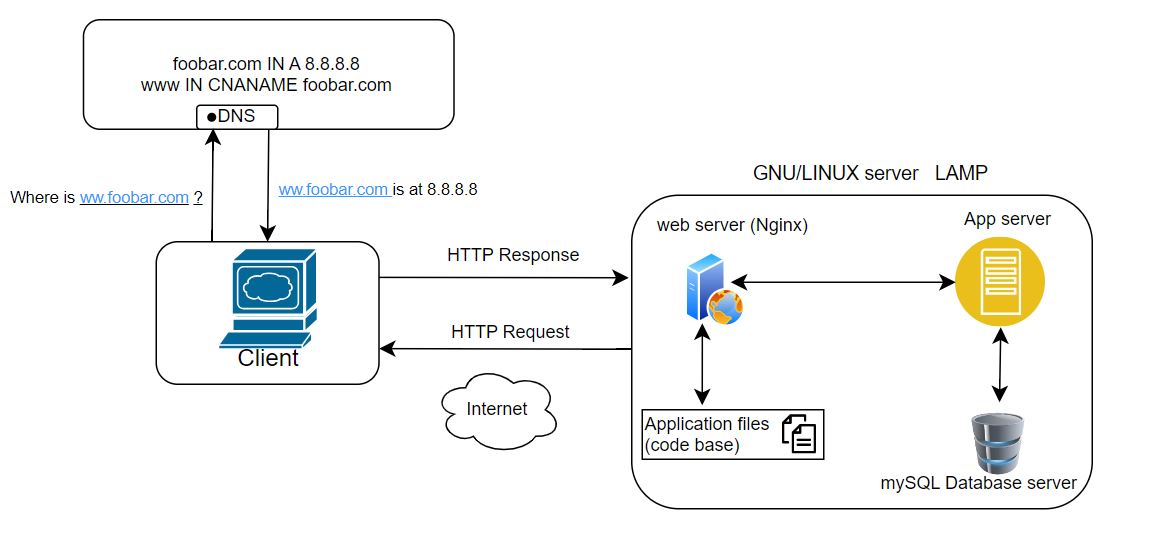 foobar.com IN A 8.8.8.8
www IN CNANAME foobar.com
DNS
Where is ww.foobar.com ?
ww.foobar.com is at 8.8.8.8
GNU/LINUX server LAMP
web server (Nginx)
App server
HTTP Response
HTTP Request
Client
Internet
Application files
(code base)
mySQL Database server